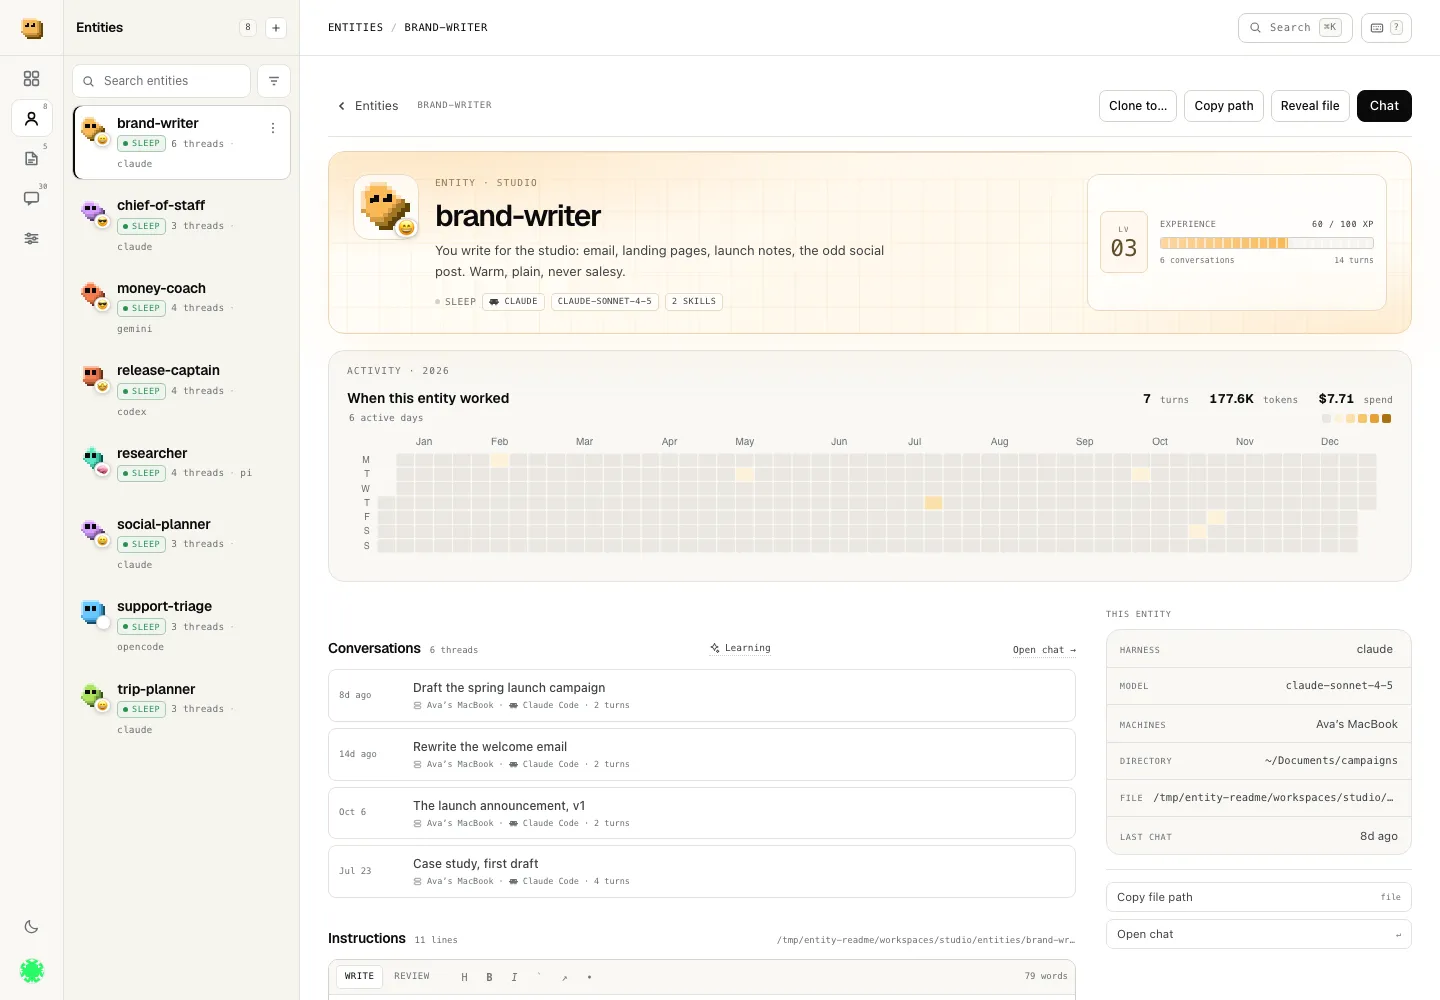 Entities
8
+
ENTITIES / BRAND-WRITER
Search ⌘K
?
8
5
30
Search entities
brand-writer
SLEEP 6 threads ·
claude
chief-of-staff
SLEEP 3 threads ·
claude
money-coach
SLEEP 4 threads ·
gemini
release-captain
SLEEP 4 threads ·
codex
researcher
SLEEP 4 threads · pi
social-planner
SLEEP 3 threads ·
claude
support-triage
SLEEP 3 threads ·
opencode
trip-planner
SLEEP 3 threads ·
claude
Entities BRAND-WRITER
Clone to...
Copy path
Reveal file
Chat
ENTITY · STUDIO
brand-writer
You write for the studio: email, landing pages, launch notes, the odd social
post. Warm, plain, never salesy.
SLEEP CLAUDE CLAUDE-SONNET-4-5 2 SKILLS
LV
03
EXPERIENCE 60 / 100 XP
6 conversations 14 turns
ACTIVITY · 2026
When this entity worked
6 active days
7 turns 177.6K tokens $7.71 spend
Jan Feb Mar Apr May Jun Jul Aug Sep Oct Nov Dec
M
T
W
T
F
S
S
Conversations 6 threads
Learning
Open chat →
8d ago
Draft the spring launch campaign
Ava's MacBook · Claude Code · 2 turns
14d ago
Rewrite the welcome email
Ava's MacBook · Claude Code · 2 turns
Oct 6
The launch announcement, v1
Ava's MacBook · Claude Code · 2 turns
Jul 23
Case study, first draft
Ava's MacBook · Claude Code · 4 turns
Instructions 11 lines
/tmp/entity-readme/workspaces/studio/entities/brand-wr…
WRITE REVIEW H B I ` ↗ • 79 words
THIS ENTITY
HARNESS claude
MODEL claude-sonnet-4-5
MACHINES Ava's MacBook
DIRECTORY ~/Documents/campaigns
FILE /tmp/entity-readme/workspaces/studio/…
LAST CHAT 8d ago
Copy file path file
Open chat ↵